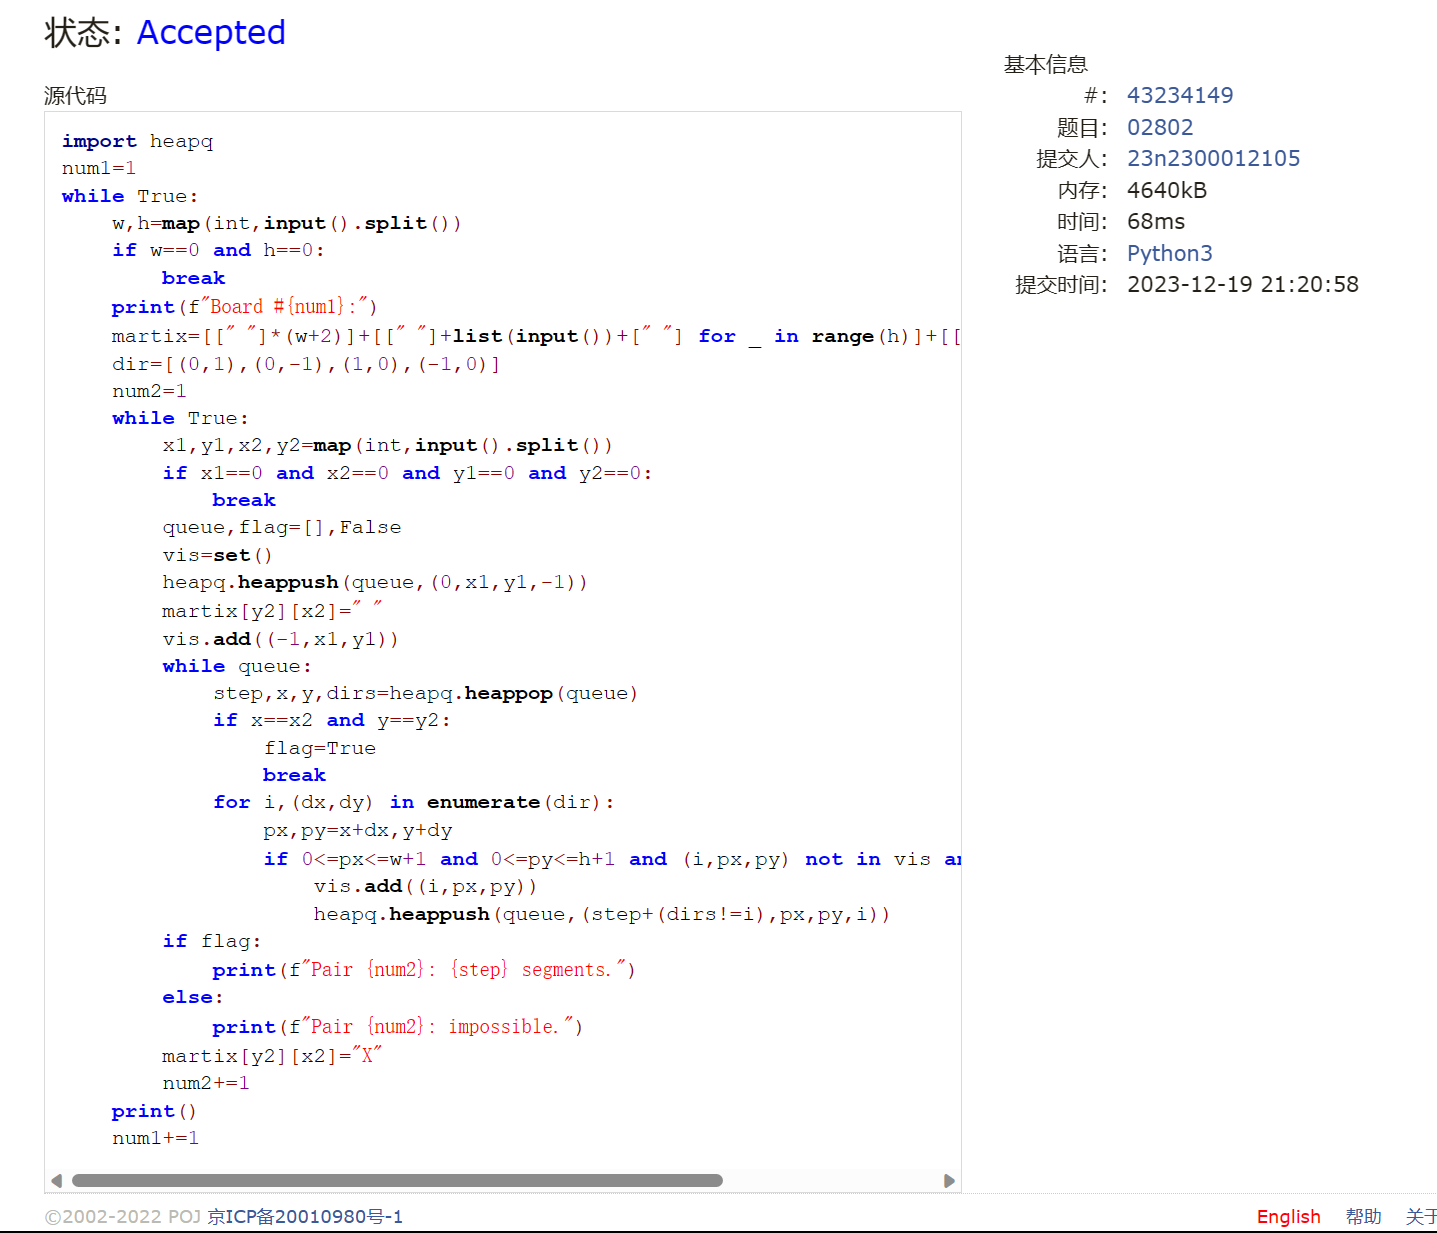 状态: Accepted
源代码
import heapq
num1=1
while True:
    w,h=map(int,input().split())
    if w==0 and h==0:
        break
    print(f"Board #{num1}:")
    martix=[[" "]*(w+2)]+[[" "]+list(input())+[" "] for _ in range(h)]+[[
    dir=[(0,1),(0,-1),(1,0),(-1,0)]
    num2=1
    while True:
        x1,y1,x2,y2=map(int,input().split())
        if x1==0 and x2==0 and y1==0 and y2==0:
            break
        queue,flag=[],False
        vis=set()
        heapq.heappush(queue,(0,x1,y1,-1))
        martix[y2][x2]=" "
        vis.add((-1,x1,y1))
        while queue:
            step,x,y,dirs=heapq.heappop(queue)
            if x==x2 and y==y2:
                flag=True
                break
            for i,(dx,dy) in enumerate(dir):
                px,py=x+dx,y+dy
                if 0<=px<=w+1 and 0<=py<=h+1 and (i,px,py) not in vis
                    vis.add((i,px,py))
                    heapq.heappush(queue,(step+(dirs!=i),px,py,i))
        if flag:
            print(f"Pair {num2}: {step} segments.")
        else:
            print(f"Pair {num2}: impossible.")
        martix[y2][x2]="X"
        num2+=1
    print()
    num1+=1
基本信息
#: 43234149
题目: 02802
提交人: 23n2300012105
内存: 4640kB
时间: 68ms
语言: Python3
提交时间: 2023-12-19 21:20:58
©2002-2022 POJ 京ICP备20010980号-1
English 帮助 关于